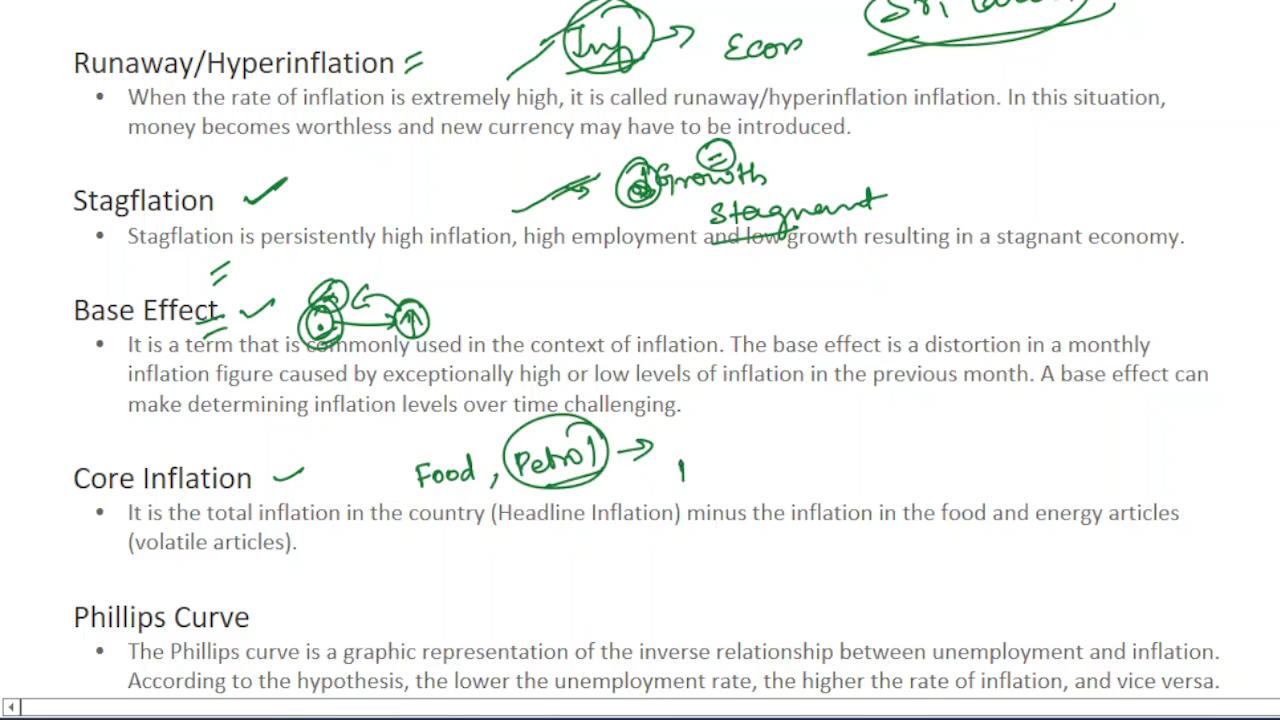 Inf → Econ
Runaway/Hyperinflation =
• When the rate of inflation is extremely high, it is called runaway/hyperinflation inflation. In this situation,
money becomes worthless and new currency may have to be introduced.
Growth
Stagflation ✓
Stagnant
• Stagflation is persistently high inflation, high employment and low growth resulting in a stagnant economy.
Base Effect ✓
• It is a term that is commonly used in the context of inflation. The base effect is a distortion in a monthly
inflation figure caused by exceptionally high or low levels of inflation in the previous month. A base effect can
make determining inflation levels over time challenging.
Food, Petrol →
Core Inflation ✓
• It is the total inflation in the country (Headline Inflation) minus the inflation in the food and energy articles
(volatile articles).
Phillips Curve
• The Phillips curve is a graphic representation of the inverse relationship between unemployment and inflation.
According to the hypothesis, the lower the unemployment rate, the higher the rate of inflation, and vice versa.